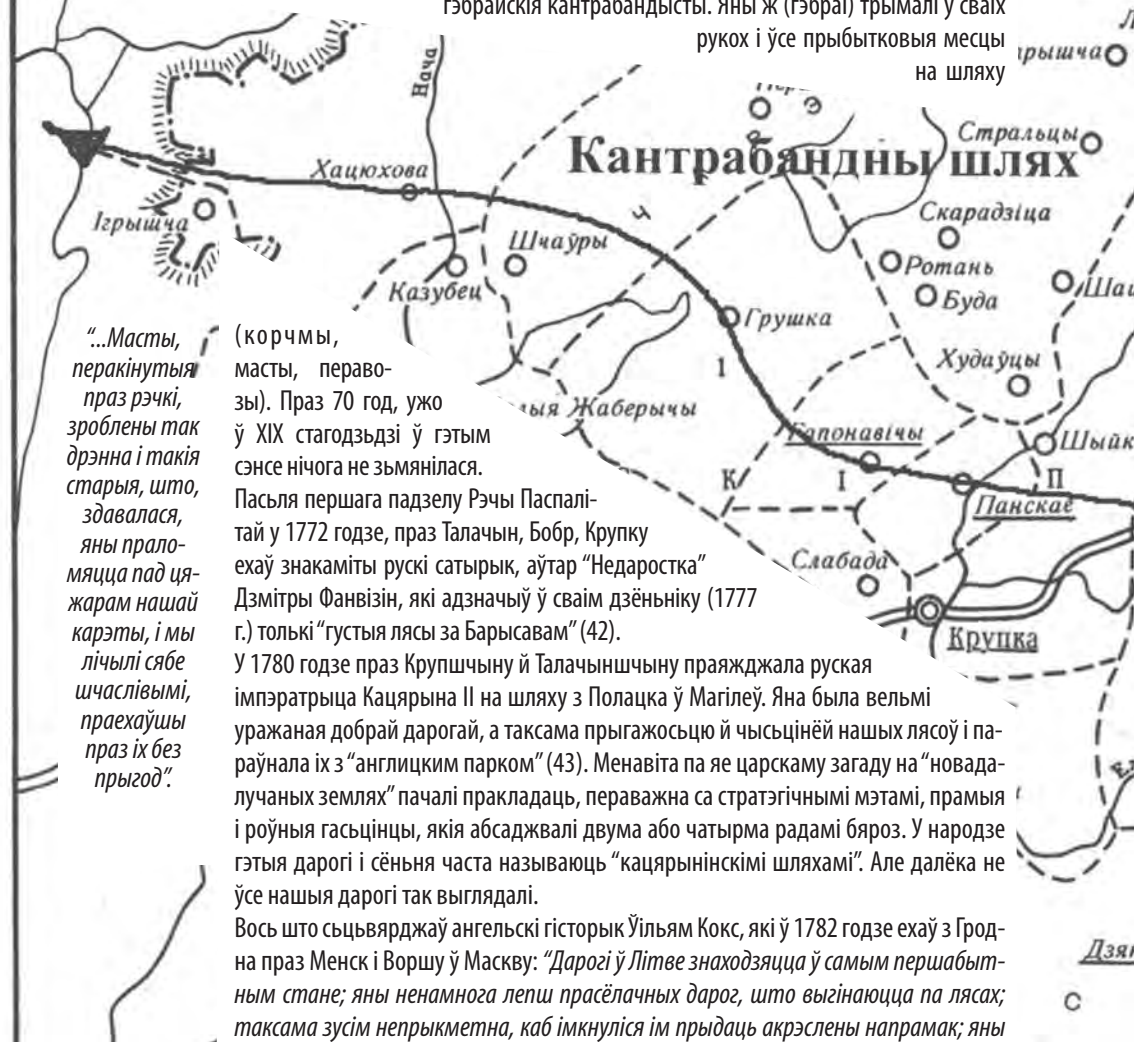 гэбрайскія кантрабандысты. Яны ж (гэбраі) трымалі ў сваіх
рукох і ўсе прыбытковыя месцы
на шляху
(корчмы,
масты, перавo-
зы). Праз 70 год, ужо
ў XIX стагодзьдзі ў гэтым
сэнсе нічога не зьмянілася.
Пасьля першага падзелу Рэчы Паспалі-
тай у 1772 годзе, праз Талачын, Бобр, Крупку
ехаў знакаміты рускі сатырык, аўтар “Недаростка”
Дзмітры Фанвізін, які адзначыў ў сваім дзёньніку (1777
г.) толькі “густыя лясы за Барысавам” (42).
У 1780 годзе праз Крупшчыну й Талачыншчыну праяжджала руская
імпэратрыца Кацярына II на шляху з Полацка ў Магілеў. Яна была вельмі
уражаная добрай дарогай, а таксама прыгажосьцю й чысьцінёй нашых лясоў і па-
раўнала іх з “англицким парком” (43). Менавіта па яе царскаму загаду на “новада-
лучаных землях” пачалі пракладаць, пераважна са стратэгічнымі мэтамі, прамыя
і роўныя гасьцінцы, якія абсаджвалі двума або чатырма радамі бяроз. У народзе
гэтыя дарогі і сёньня часта называюць “кацярынінскімі шляхамі”. Але далёка не
ўсе нашыя дарогі так выглядалі.
Вось што сьцьвярджаў ангельскі гісторык Ўільям Кокс, які ў 1782 годзе ехаў з Грод-
на праз Менск і Воршу ў Маскву: “Дарогі ў Літве знаходзяцца ў самым першабыт-
ным стане; яны ненамнога лепш прасёлачных дарог, што выгінаюцца па лясах;
таксама зусім непрыкметна, каб імкнуліся ім прыдаць акрэслены напрамак; яны
“...Масты,
перакінутыя
праз рэчкі,
зроблены так
дрэнна і такія
старыя, што,
здавалася,
яны прало-
мяцца пад ця-
жарам нашай
карэты, і мы
лічылі сябе
шчаслівымі,
праехаўшы
праз іх без
прыгод”.
Кантрабандны шлях
Нача
Хацюхова
Ігрышча
Казубец
Шчаўры
Грушка
Стральцы
Скарадзіца
Ротань
Буда
Худаўцы
Жаберычы
Гапонавічы
Панскае
Слабада
Крупка
К
І
П
1
С